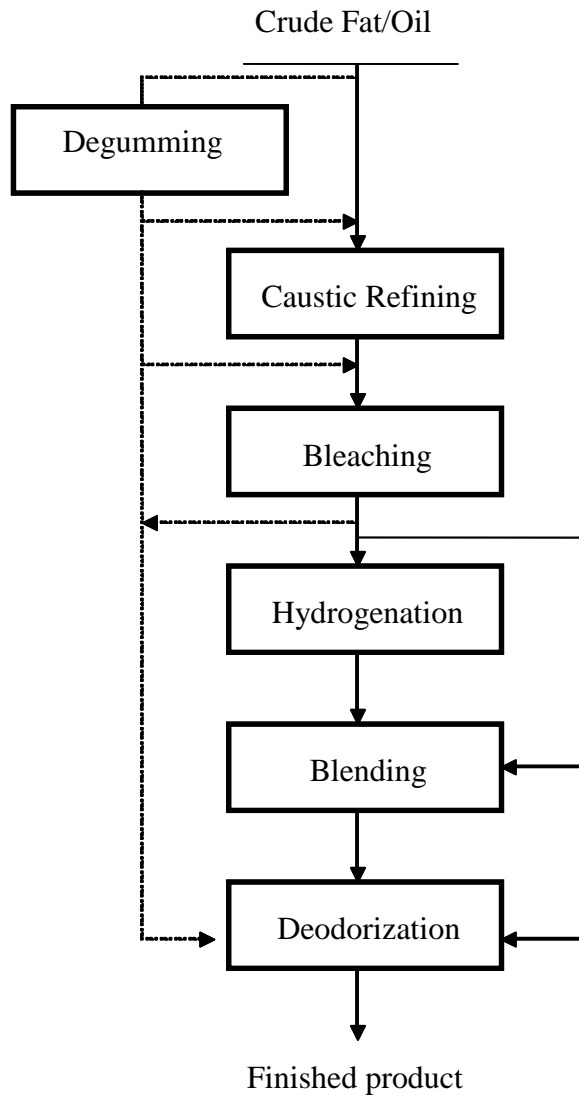 Crude Fat/Oil
Degumming
Caustic Refining
Bleaching
Hydrogenation
Blending
Deodorization
Finished product